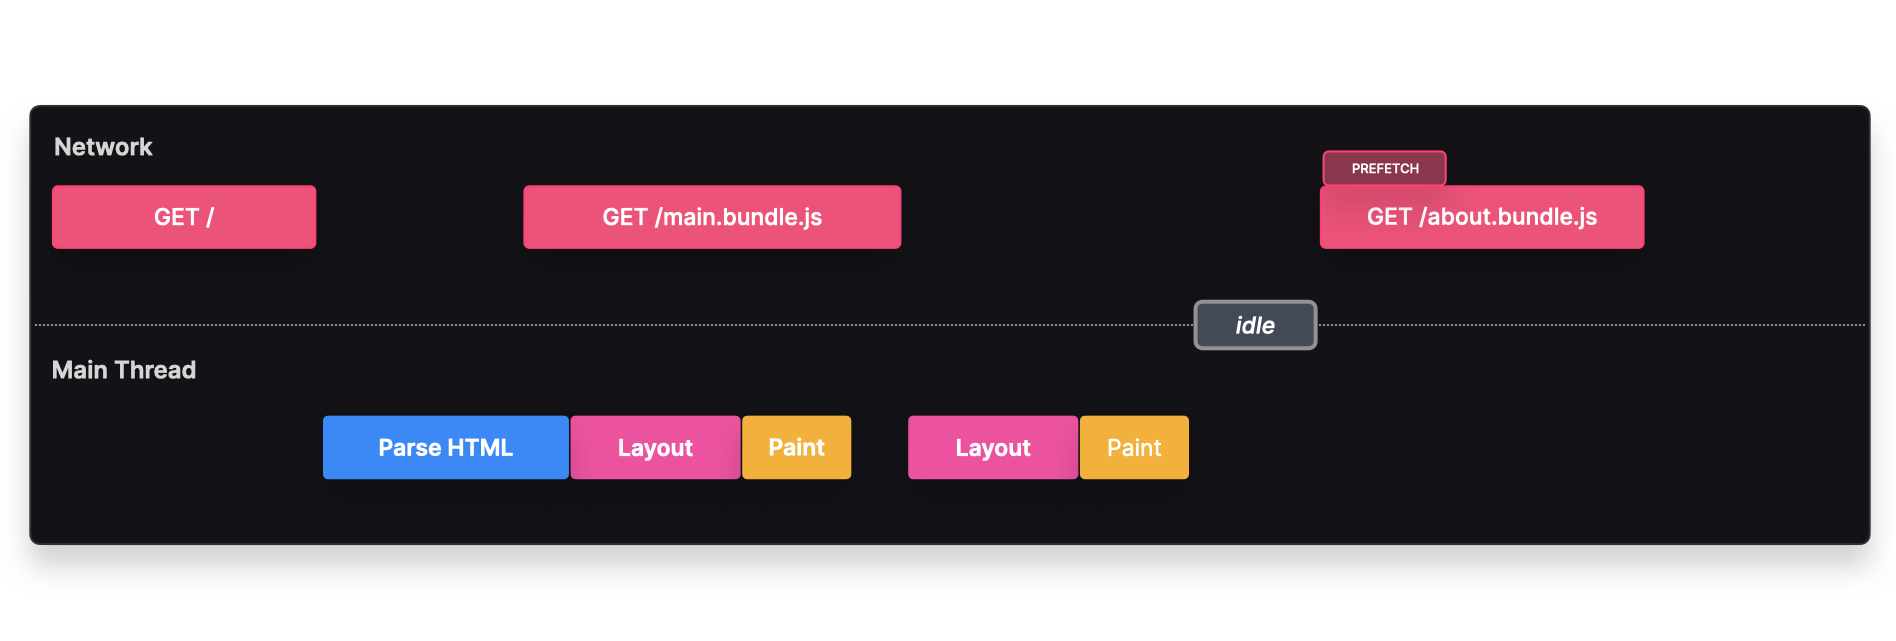 Network
PREFETCH
GET /
GET /main.bundle.js
GET /about.bundle.js
idle
Main Thread
Parse HTML
Layout
Paint
Layout
Paint